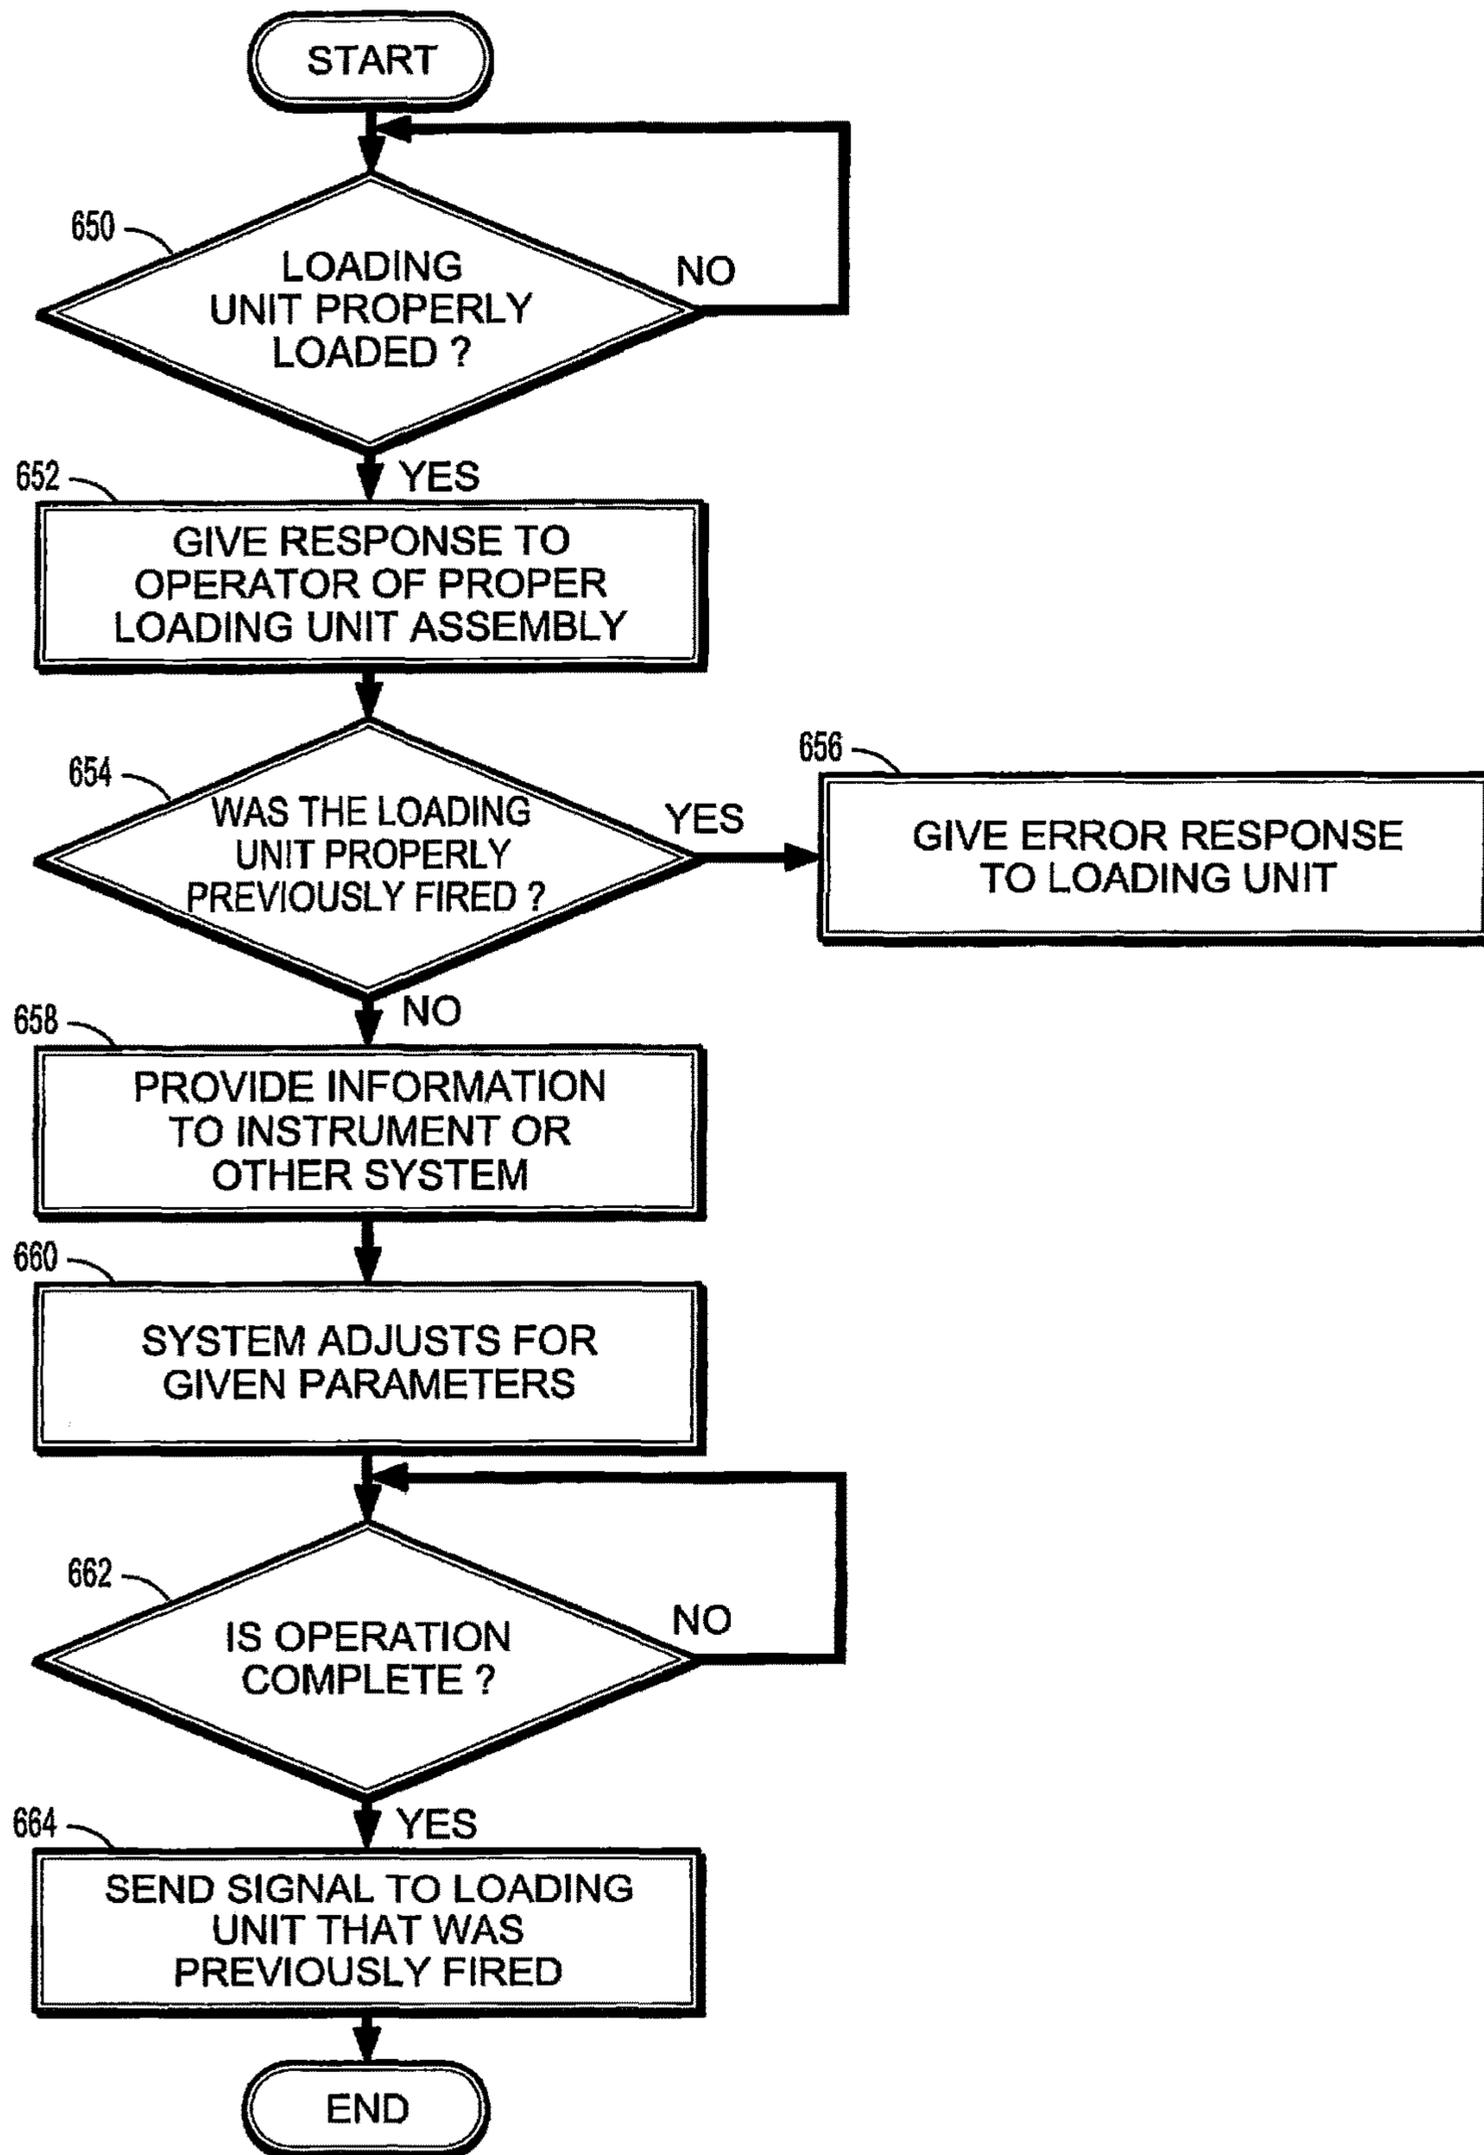 START
650
LOADING
UNIT PROPERLY
LOADED ?
NO
YES
652
GIVE RESPONSE TO
OPERATOR OF PROPER
LOADING UNIT ASSEMBLY
654
WAS THE LOADING
UNIT PROPERLY
PREVIOUSLY FIRED ?
YES
656
GIVE ERROR RESPONSE
TO LOADING UNIT
NO
658
PROVIDE INFORMATION
TO INSTRUMENT OR
OTHER SYSTEM
660
SYSTEM ADJUSTS FOR
GIVEN PARAMETERS
662
IS OPERATION
COMPLETE ?
NO
YES
664
SEND SIGNAL TO LOADING
UNIT THAT WAS
PREVIOUSLY FIRED
END